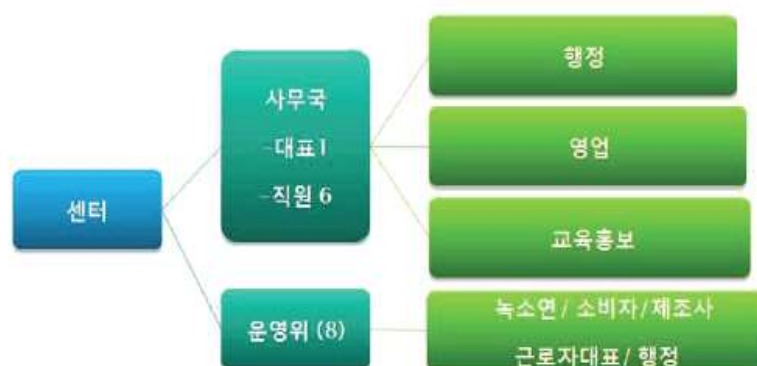 센터
사무국
-대표 1
-직원 6
행정
영업
교육홍보
운영위 (8)
녹소연 / 소비자/제조사
근로자대표/ 행정